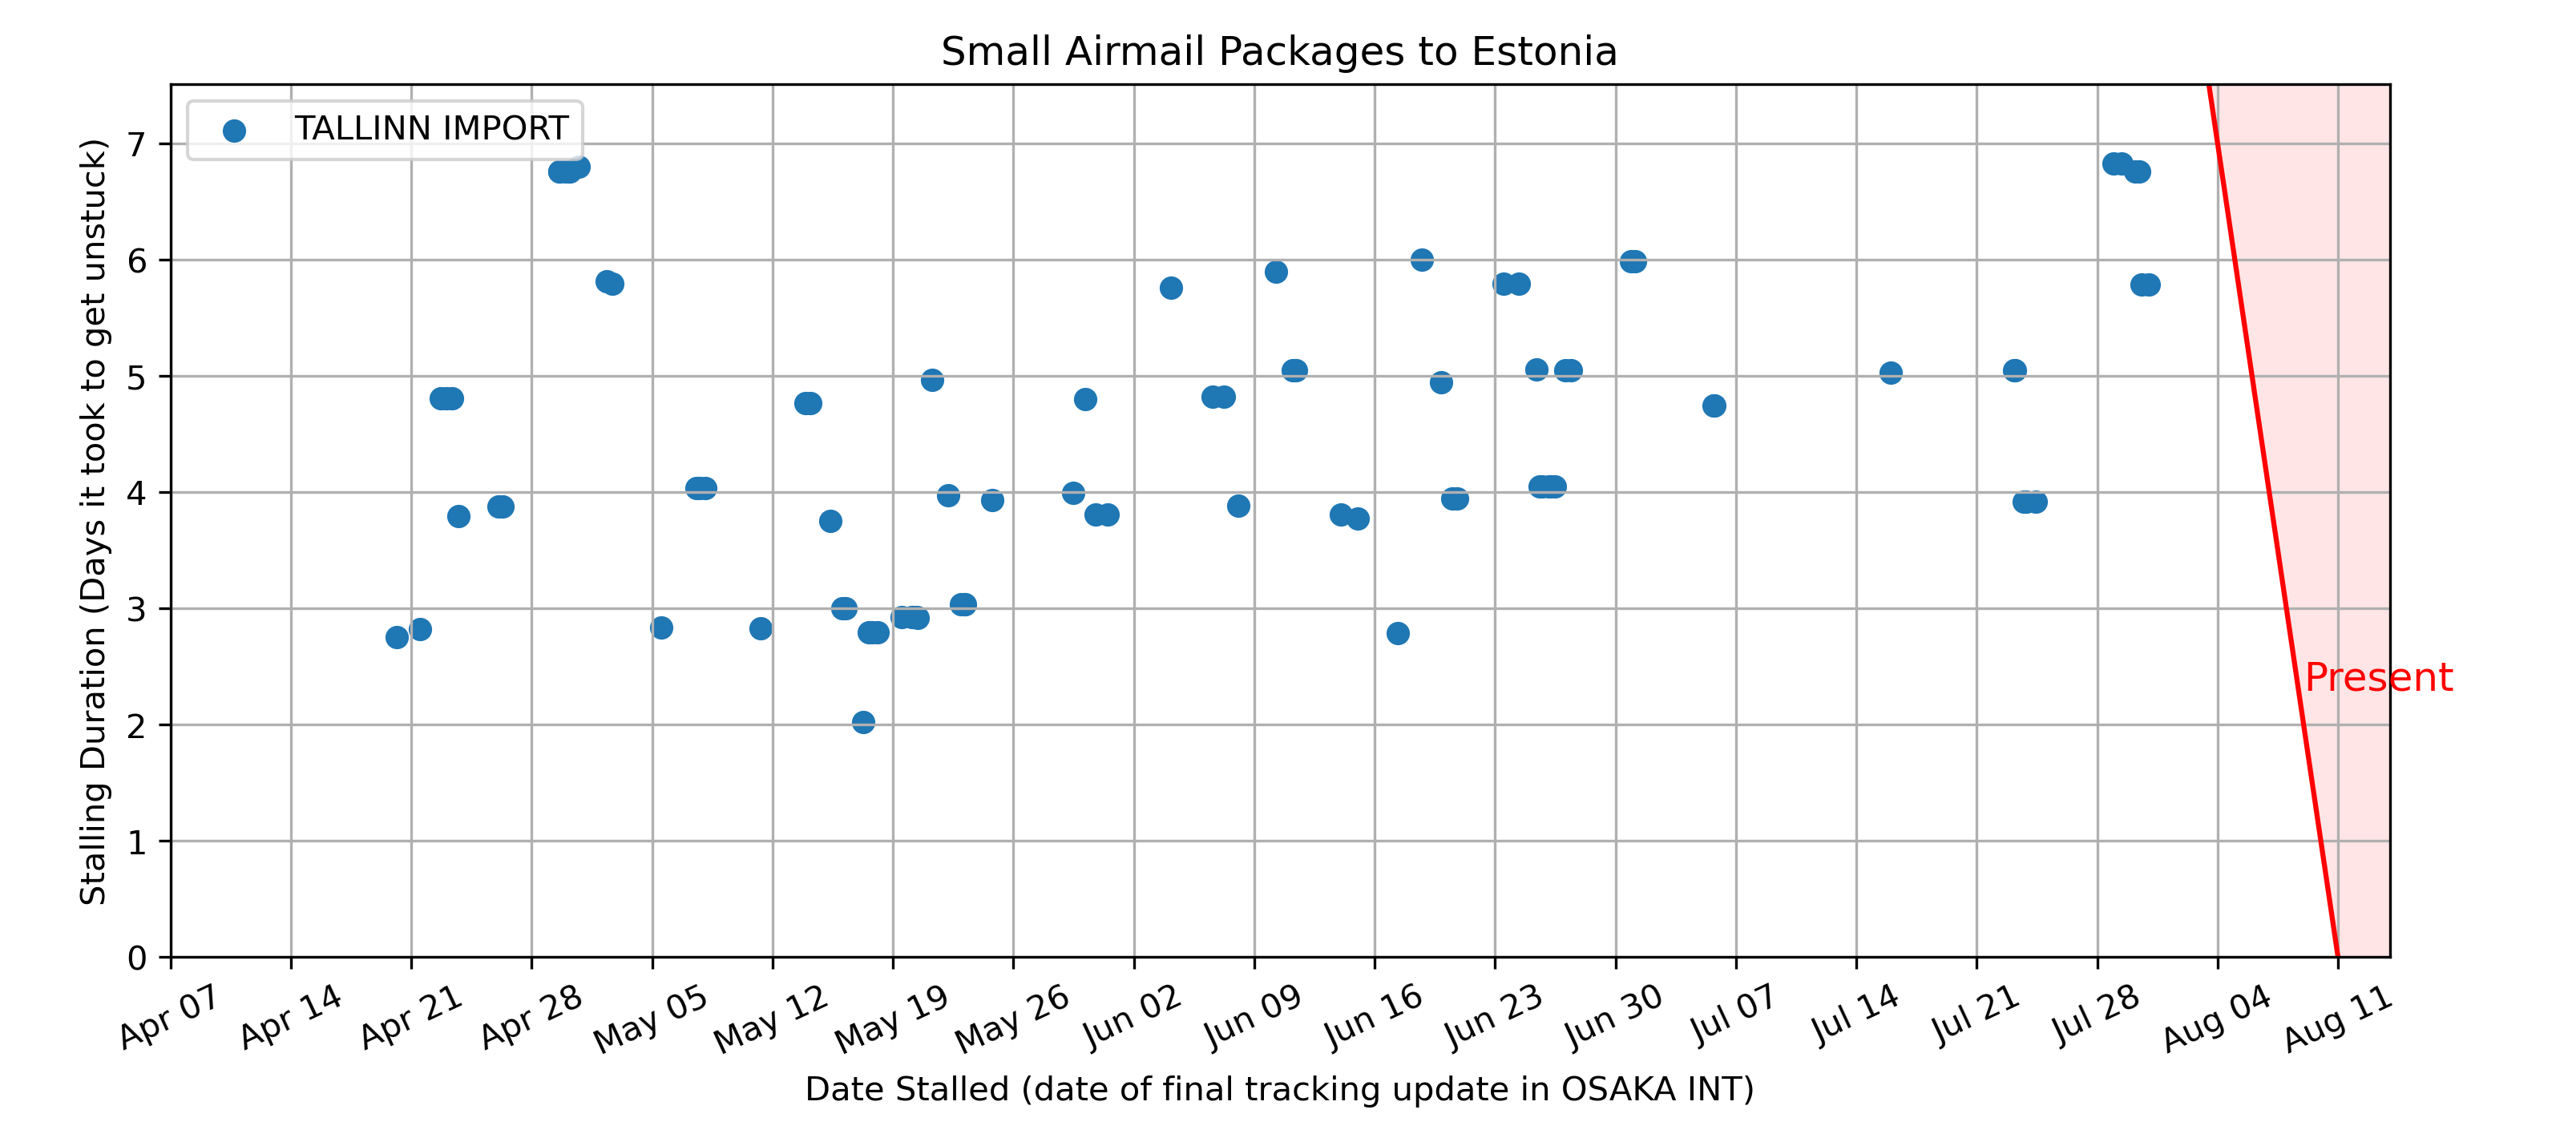 Small Airmail Packages to Estonia
TALLINN IMPORT
Stalling Duration (Days it took to get unstuck)
7
6
5
4
3
2
1
0
Present
Apr 07 Apr 14 Apr 21 Apr 28 May 05 May 12 May 19 May 26 Jun 02 Jun 09 Jun 16 Jun 23 Jun 30 Jul 07 Jul 14 Jul 21 Jul 28 Aug 04 Aug 11
Date Stalled (date of final tracking update in OSAKA INT)